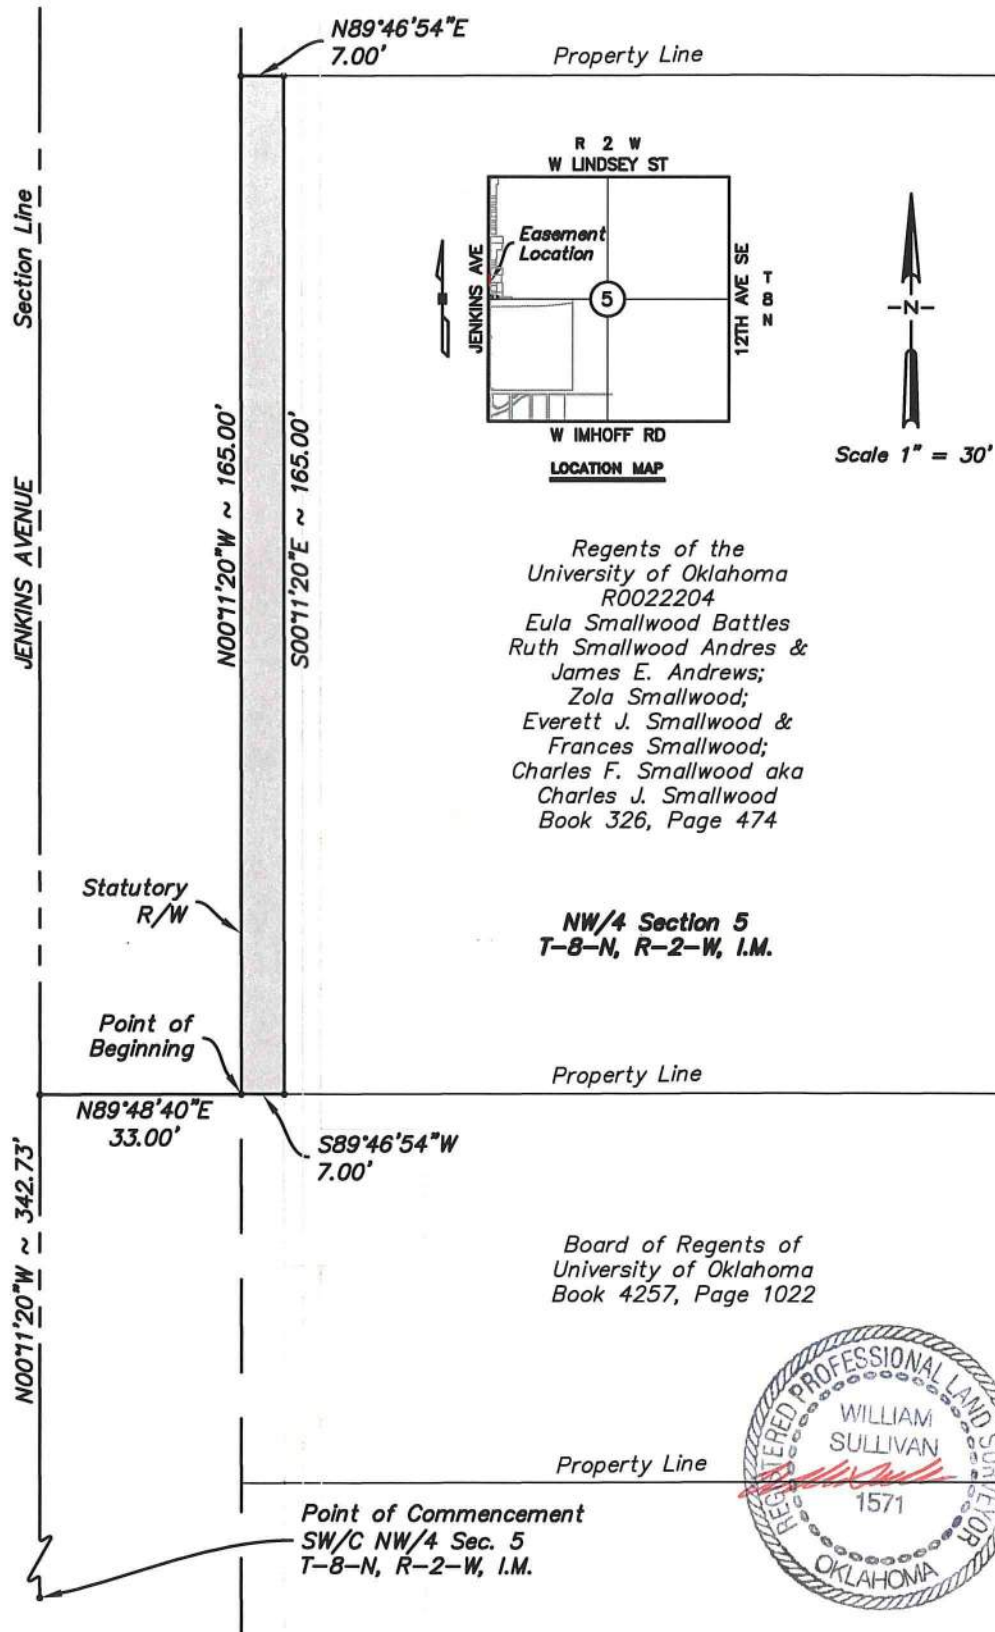 N89°46'54"E
7.00'
Property Line
R 2 W
W LINDSEY ST
Easement
Location
JENKINS AVE
5
12TH AVE SE
T
8
N
W IMHOFF RD
LOCATION MAP
N
Scale 1" = 30'
Section Line
JENKINS AVENUE
N00°11'20"W ~ 165.00'
S00°11'20"E ~ 165.00'
Regents of the
University of Oklahoma
R0022204
Eula Smallwood Battles
Ruth Smallwood Andres &
James E. Andrews;
Zola Smallwood;
Everett J. Smallwood &
Frances Smallwood;
Charles F. Smallwood aka
Charles J. Smallwood
Book 326, Page 474
Statutory
R/W
NW/4 Section 5
T-8-N, R-2-W, I.M.
Point of
Beginning
Property Line
N89°48'40"E
33.00'
S89°46'54"W
7.00'
N00°11'20"W ~ 342.73'
Board of Regents of
University of Oklahoma
Book 4257, Page 1022
Property Line
REGISTERED PROFESSIONAL LAND SURVEYOR
WILLIAM
SULLIVAN
1571
OKLAHOMA
Point of Commencement
SW/C NW/4 Sec. 5
T-8-N, R-2-W, I.M.